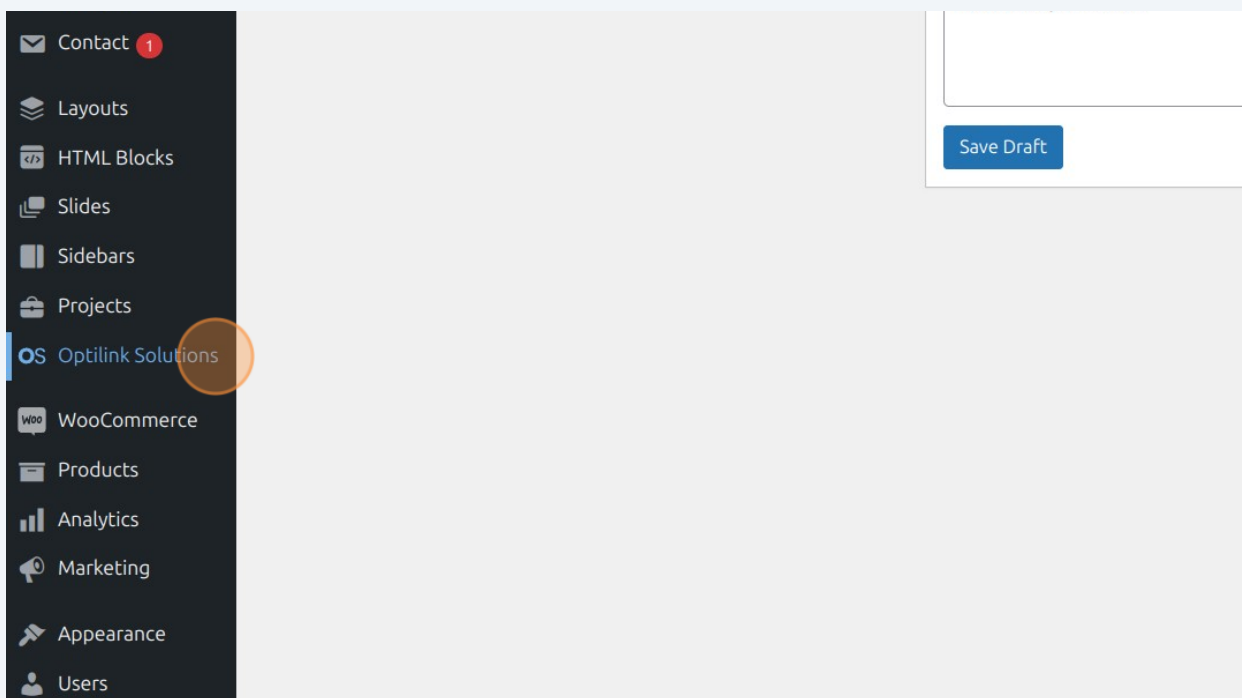 Contact 1
Layouts
HTML Blocks
Slides
Sidebars
Projects
OS Optilink Solutions
Woo WooCommerce
Products
Analytics
Marketing
Appearance
Users
Save Draft